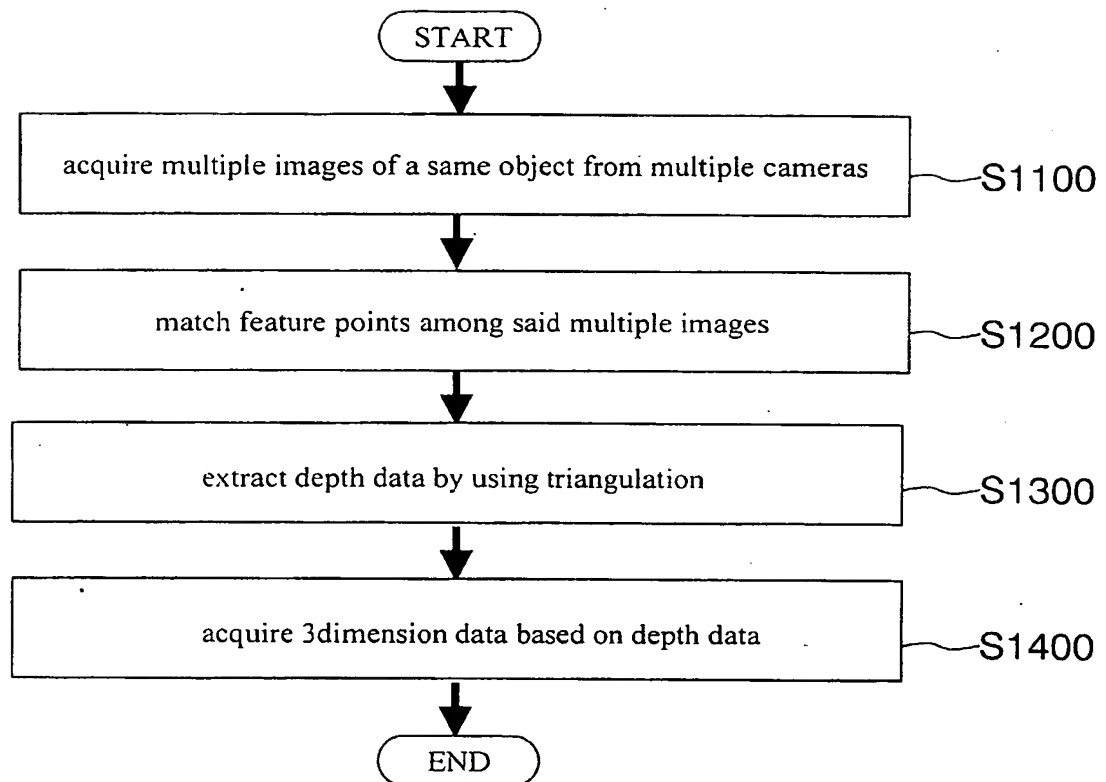 START
acquire multiple images of a same object from multiple cameras
S1100
match feature points among said multiple images
S1200
extract depth data by using triangulation
S1300
acquire 3dimension data based on depth data
S1400
END